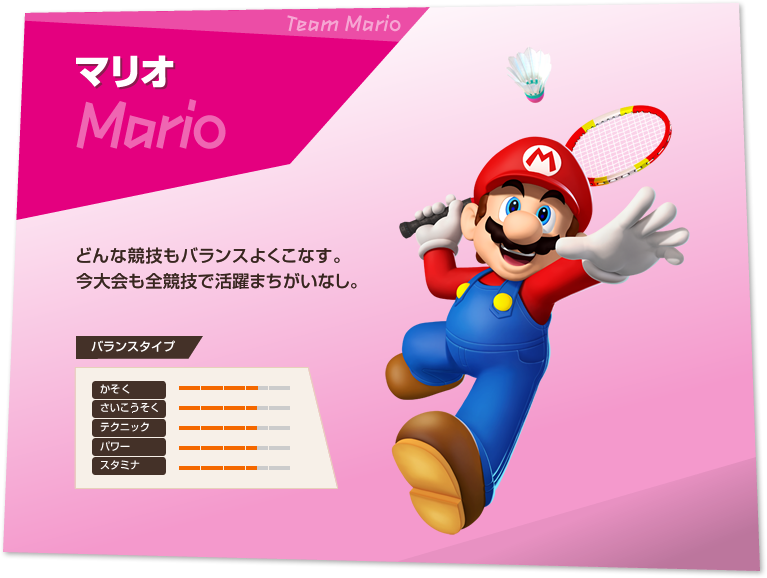 Team Mario
マリオ
Mario
M
どんな競技もバランスよくこなす。
今大会も全競技で活躍まちがいなし。
バランスタイプ
かそく
さいこうそく
テクニック
パワー
スタミナ